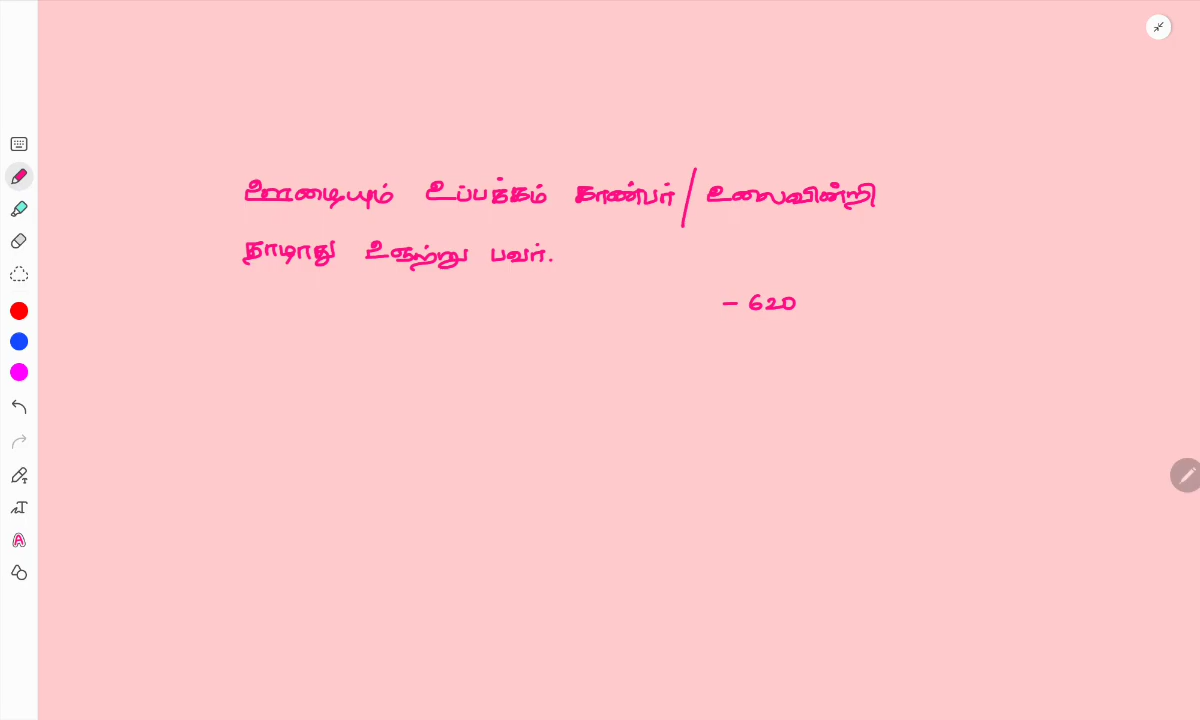 ஊழையும் உப்பக்கம் காண்பர் / உலைவின்றி
தாழாது உஞற்று பவர்.
- 620